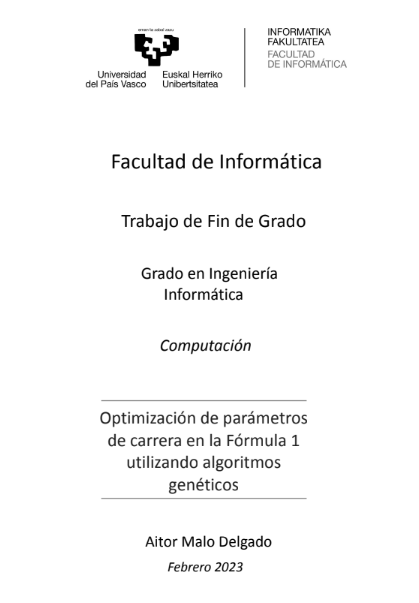 Universidad
del País Vasco
Euskal Herriko
Unibertsitatea
INFORMATIKA
FAKULTATEA
FACULTAD
DE INFORMÁTICA
Facultad de Informática
Trabajo de Fin de Grado
Grado en Ingeniería
Informática
Computación
Optimización de parámetros
de carrera en la Fórmula 1
utilizando algoritmos
genéticos
Aitor Malo Delgado
Febrero 2023